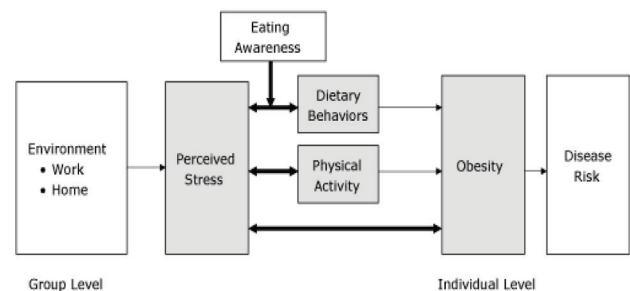 Eating
Awareness
Environment
• Work
• Home
Perceived
Stress
Dietary
Behaviors
Physical
Activity
Obesity
Disease
Risk
Group Level
Individual Level